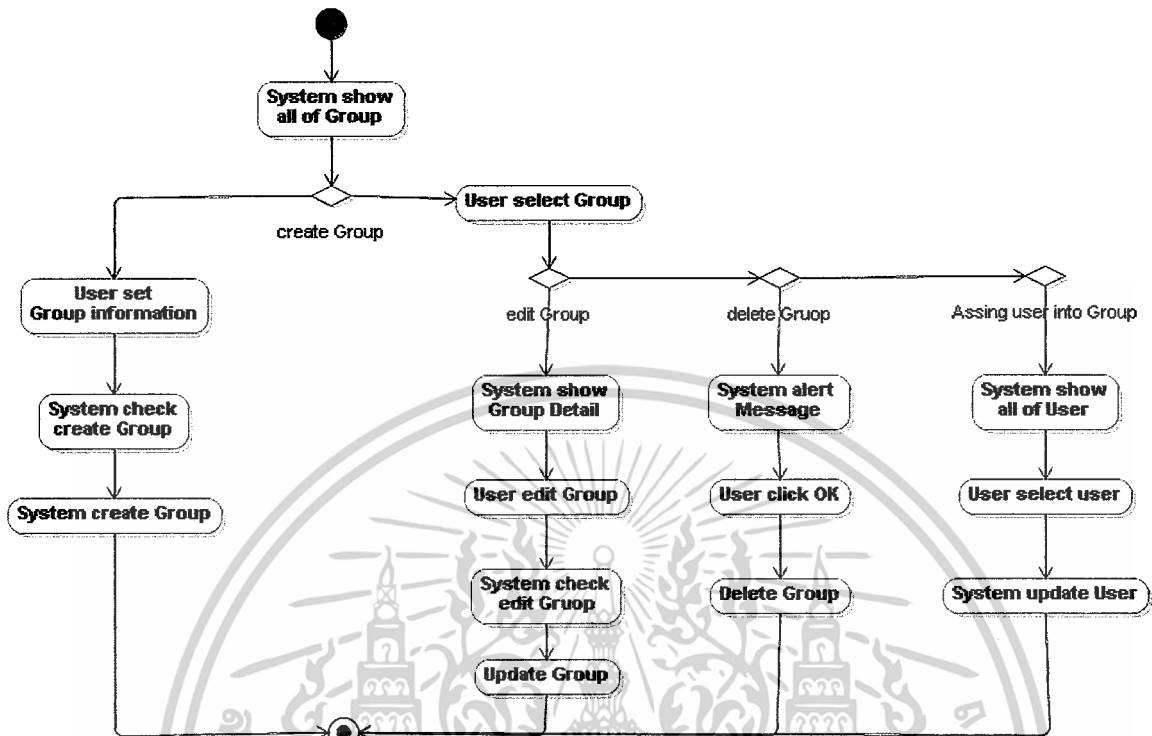 System show
all of Group
User select Group
create Group
User set
Group information
edit Group
delete Gruop
Assing user into Group
System check
create Group
System show
Group Detail
System alert
Message
System show
all of User
System create Group
User edit Group
User click OK
User select user
System check
edit Gruop
Delete Group
System update User
Update Group